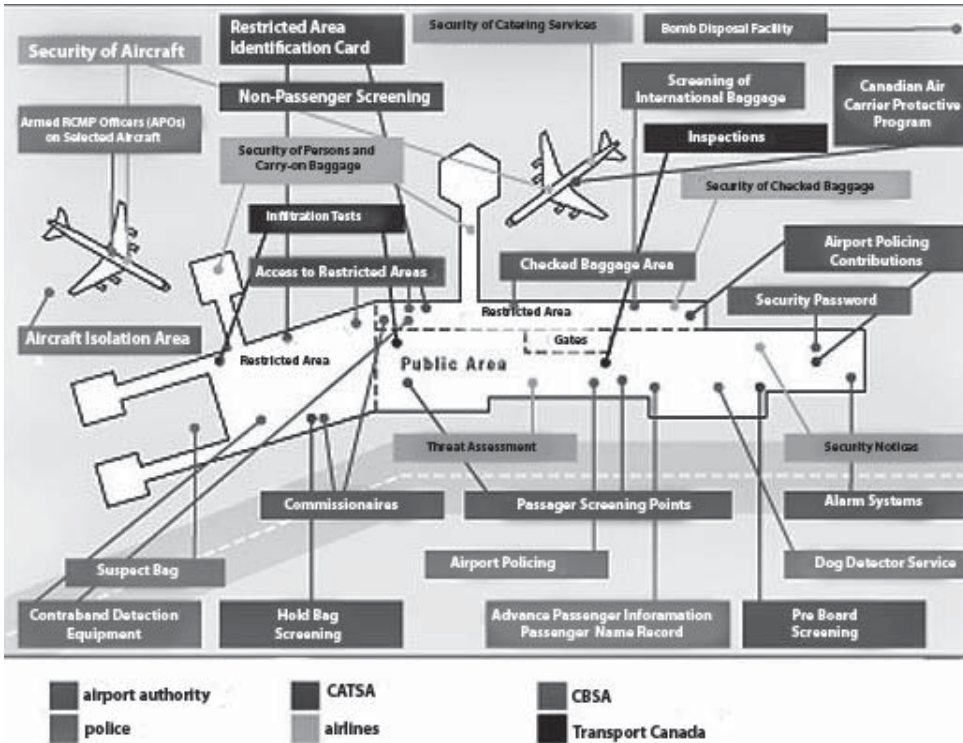 Security of Aircraft
Restricted Area
Identification Card
Security of Catering Services
Bomb Disposal Facility
Non-Passenger Screening
Screening of
International Baggage
Canadian Air
Carrier Protective
Program
Armed RCMP Officers (APOs)
on Selected Aircraft
Security of Persons and
Carry-on Baggage
Inspections
Security of Checked Baggage
Infiltration Tests
Access to Restricted Areas
Checked Baggage Area
Airport Policing
Contributions
Security Password
Aircraft Isolation Area
Restricted Area
Restricted Area
Gates
Public Area
Threat Assessment
Security Notices
Commissionaires
Passager Screening Points
Alarm Systems
Suspect Bag
Airport Policing
Dog Detector Service
Contraband Detection
Equipment
Hold Bag
Screening
Advance Passenger Inforamation
Passenger Name Record
Pre Board
Screening
airport authority
CATSA
CBSA
police
airlines
Transport Canada